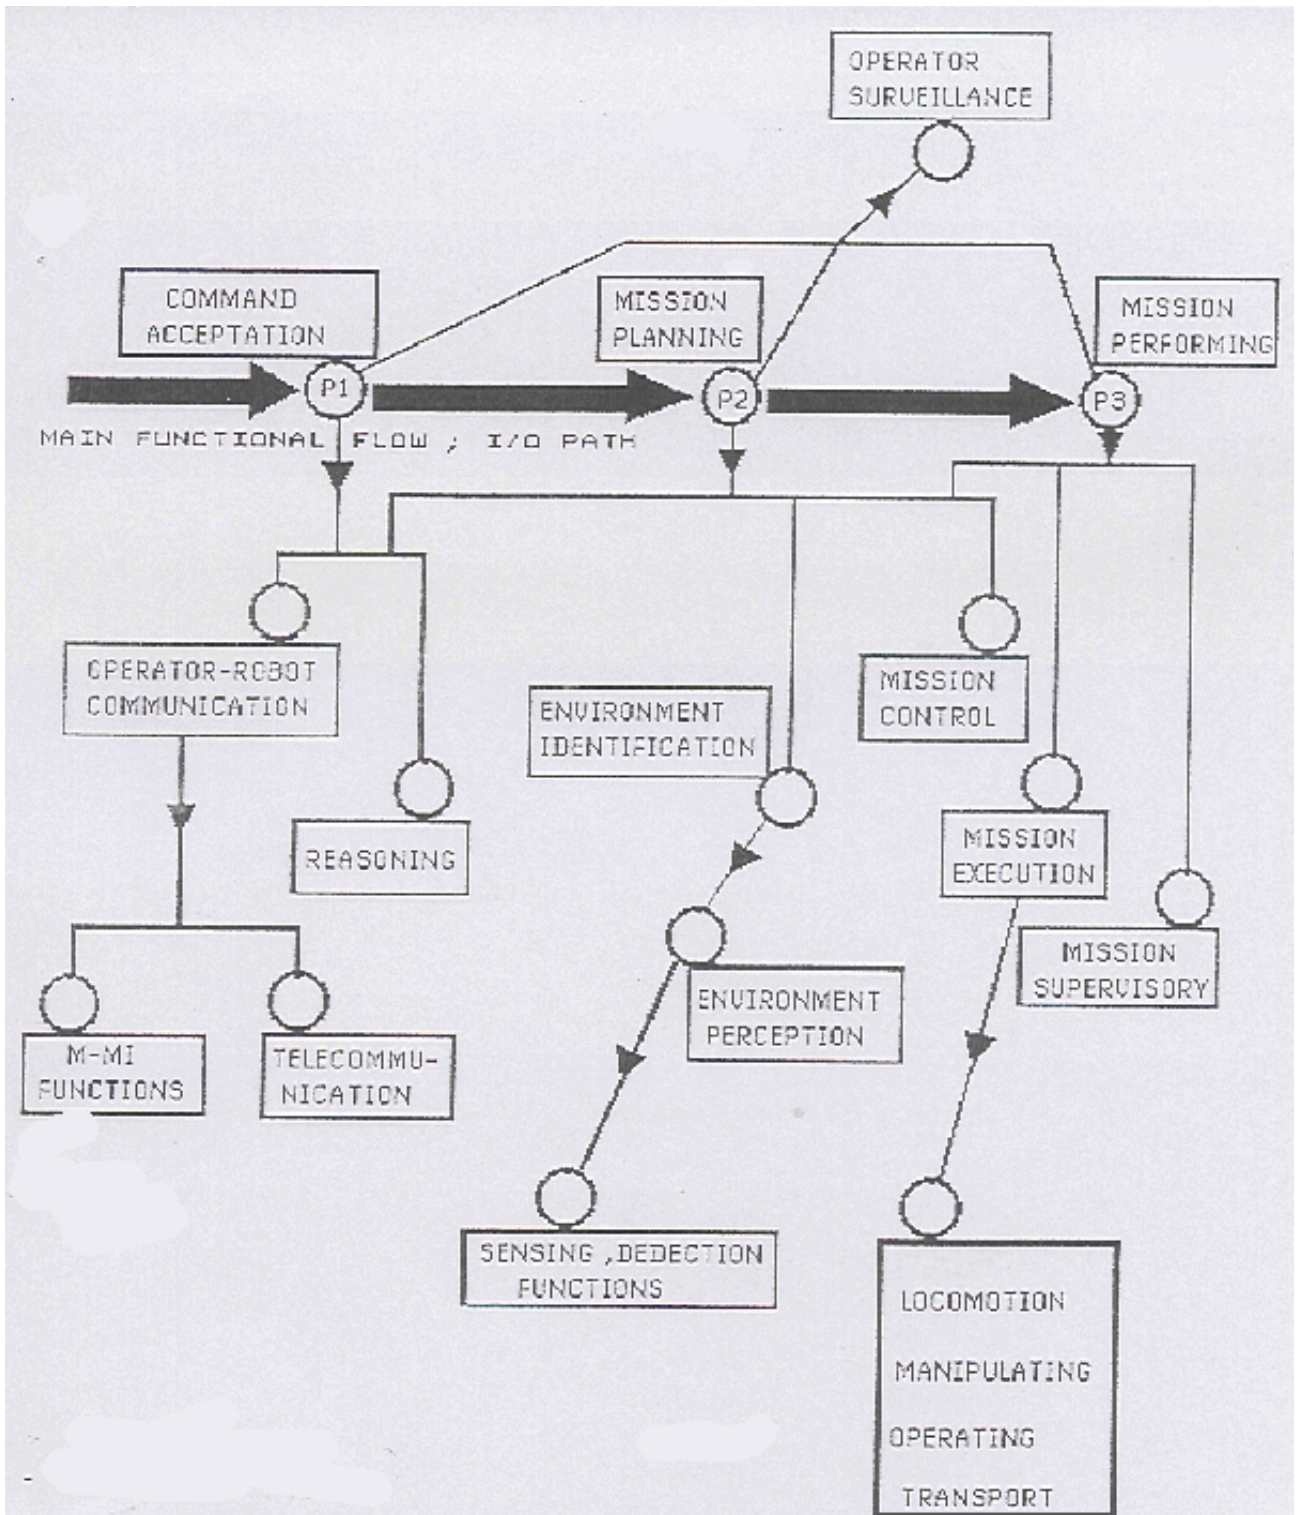 OPERATOR
SURVEILLANCE
COMMAND
ACCEPTATION
MISSION
PLANNING
MISSION
PERFORMING
P1
P2
P3
MAIN FUNCTIONAL FLOW ; I/O PATH
OPERATOR-ROBOT
COMMUNICATION
REASONING
ENVIRONMENT
IDENTIFICATION
MISSION
CONTROL
MISSION
EXECUTION
MISSION
SUPERVISORY
ENVIRONMENT
PERCEPTION
M-MI
FUNCTIONS
TELECOMMU-
NICATION
SENSING ,DEDECTION
FUNCTIONS
LOCOMOTION
MANIPULATING
OPERATING
TRANSPORT